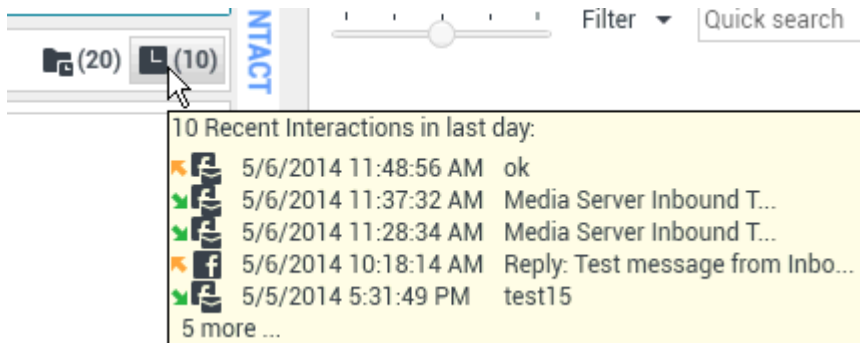 Filter
Quick search
(20)
(10)
NTACT
10 Recent Interactions in last day:
5/6/2014 11:48:56 AM ok
5/6/2014 11:37:32 AM Media Server Inbound T...
5/6/2014 11:28:34 AM Media Server Inbound T...
5/6/2014 10:18:14 AM Reply: Test message from Inbo...
5/5/2014 5:31:49 PM test15
5 more ...